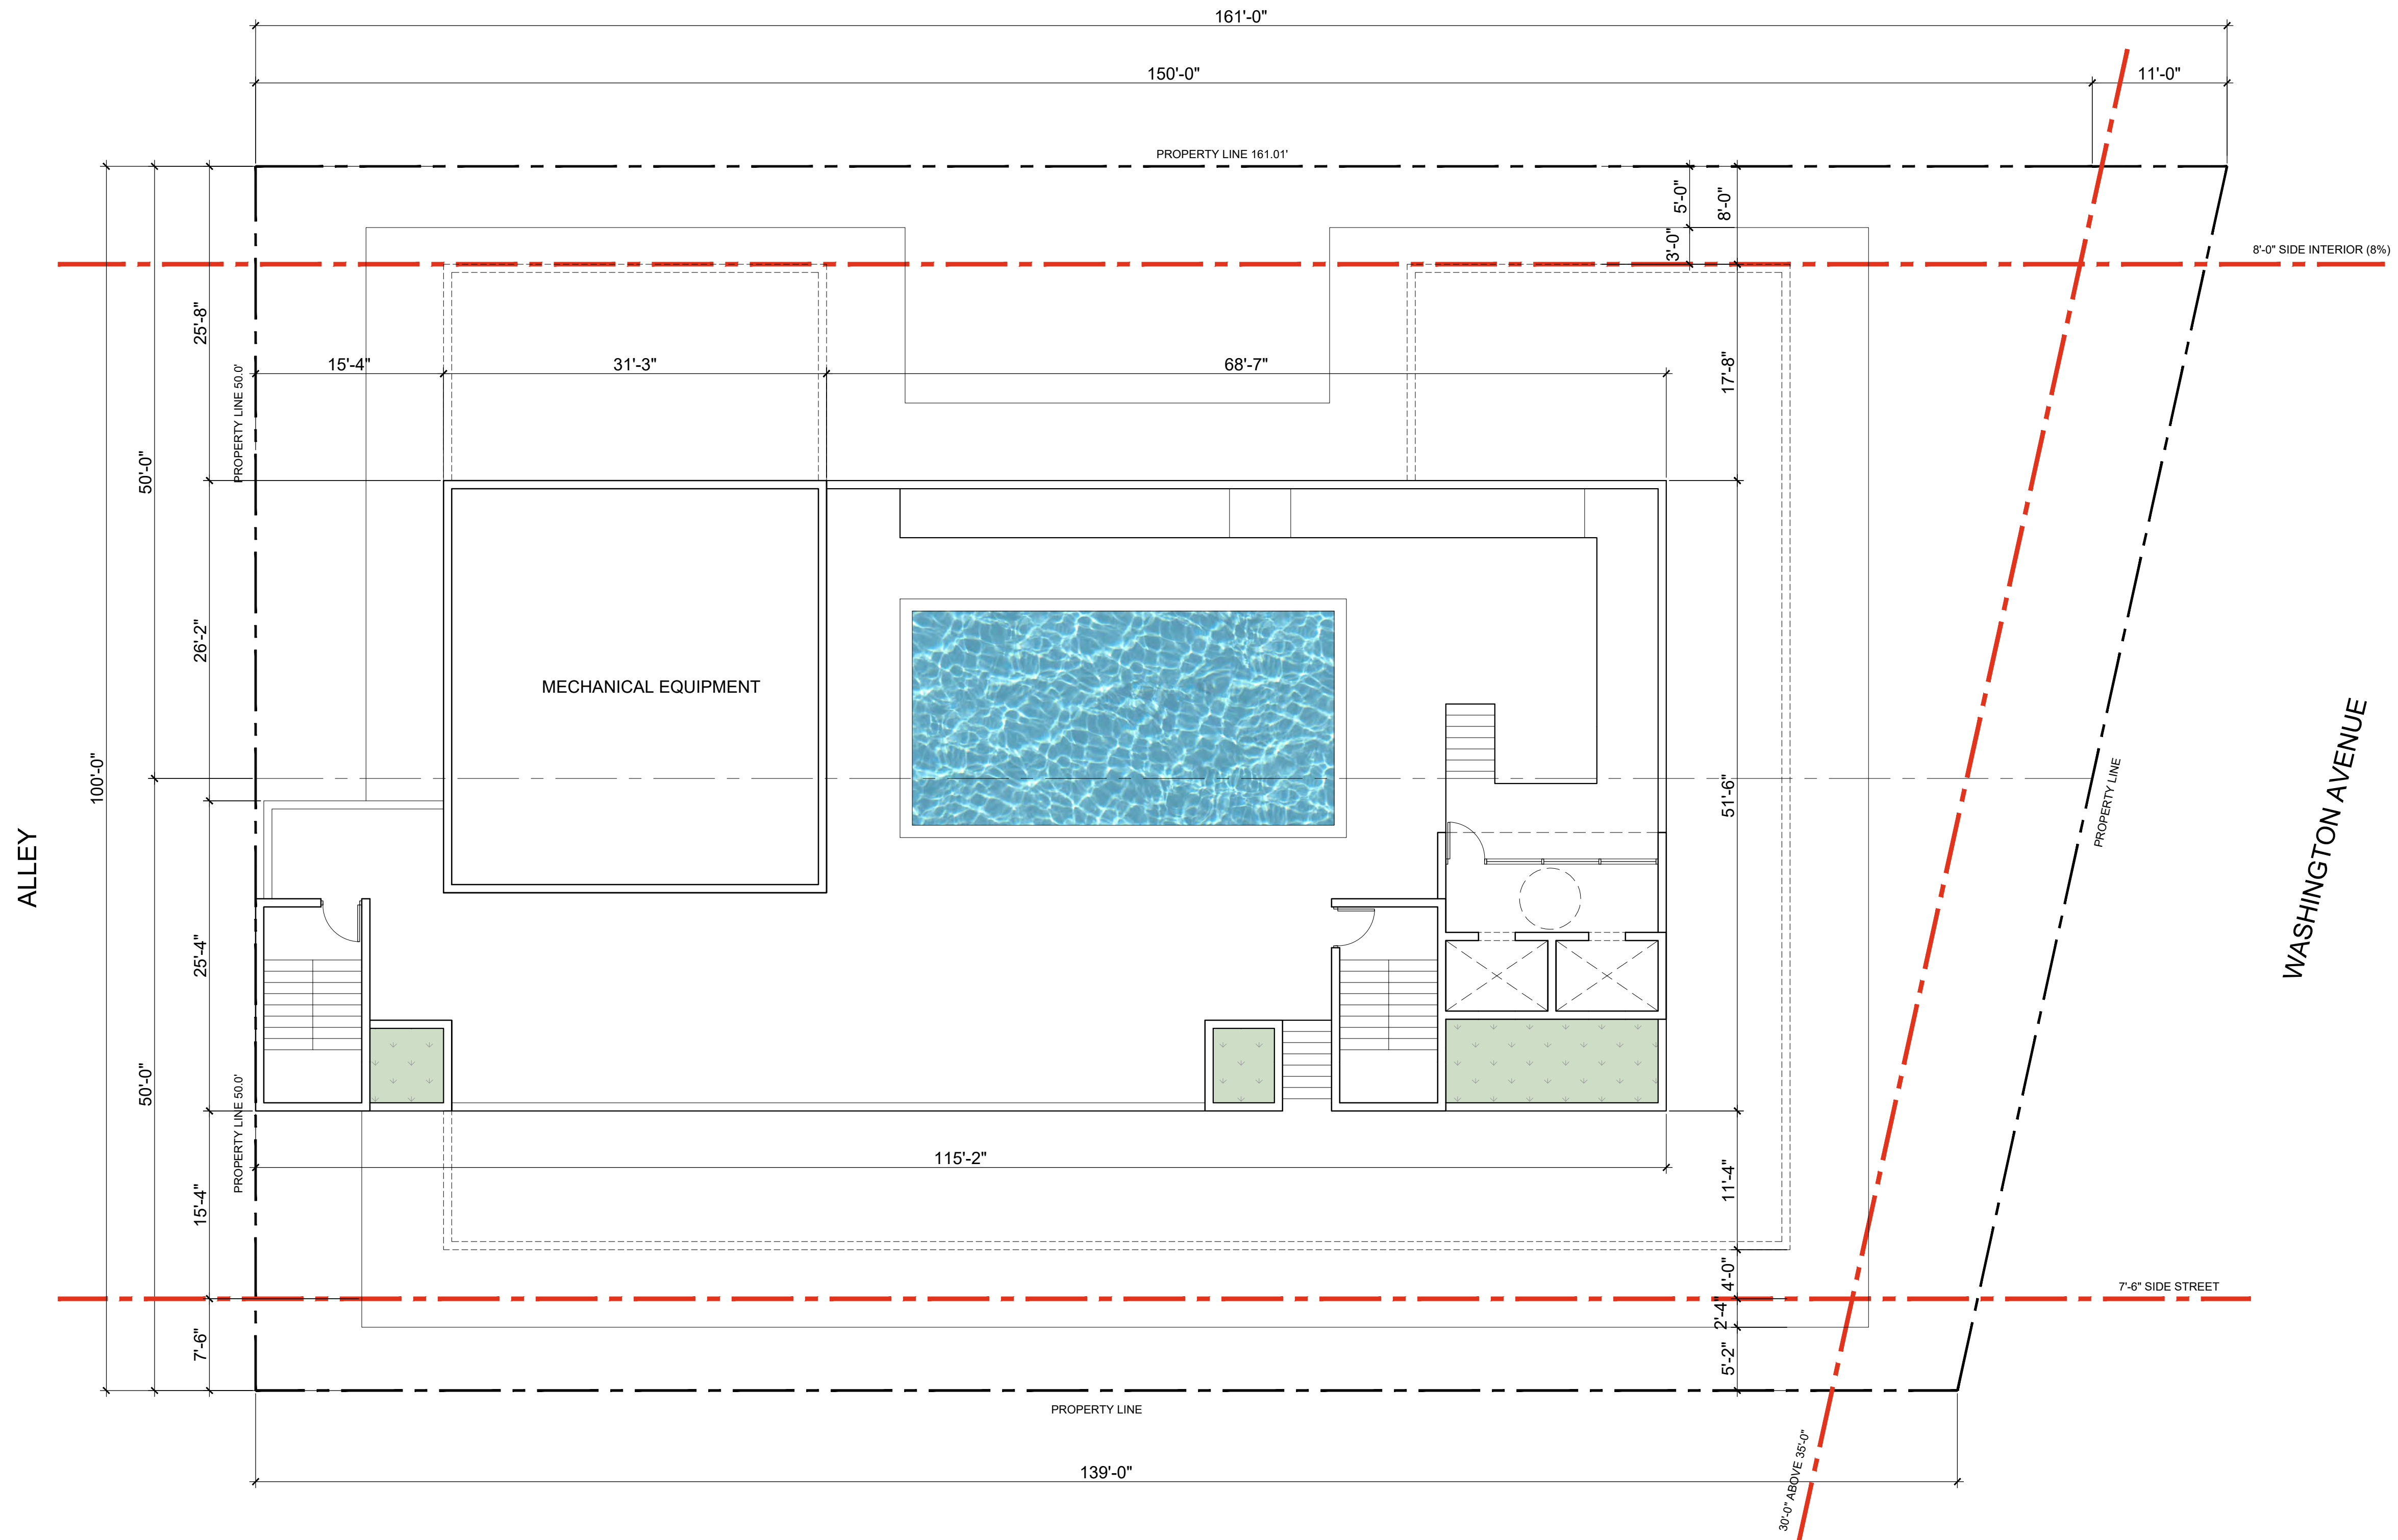 161'-0"
150'-0"
11'-0"
PROPERTY LINE 161.01'
5'-0"
8'-0"
3'-0"
8'-0" SIDE INTERIOR (8%)
25'-8"
15'-4"
31'-3"
68'-7"
17'-8"
PROPERTY LINE 50.0'
50'-0"
26'-2"
MECHANICAL EQUIPMENT
100'-0"
51'-6"
PROPERTY LINE
WASHINGTON AVENUE
ALLEY
25'-4"
50'-0"
PROPERTY LINE 50.0'
115'-2"
11'-4"
15'-4"
4'-0"
7'-6" SIDE STREET
2'-4"
7'-6"
5'-2"
PROPERTY LINE
139'-0"
30'-0" ABOVE 35'-0"